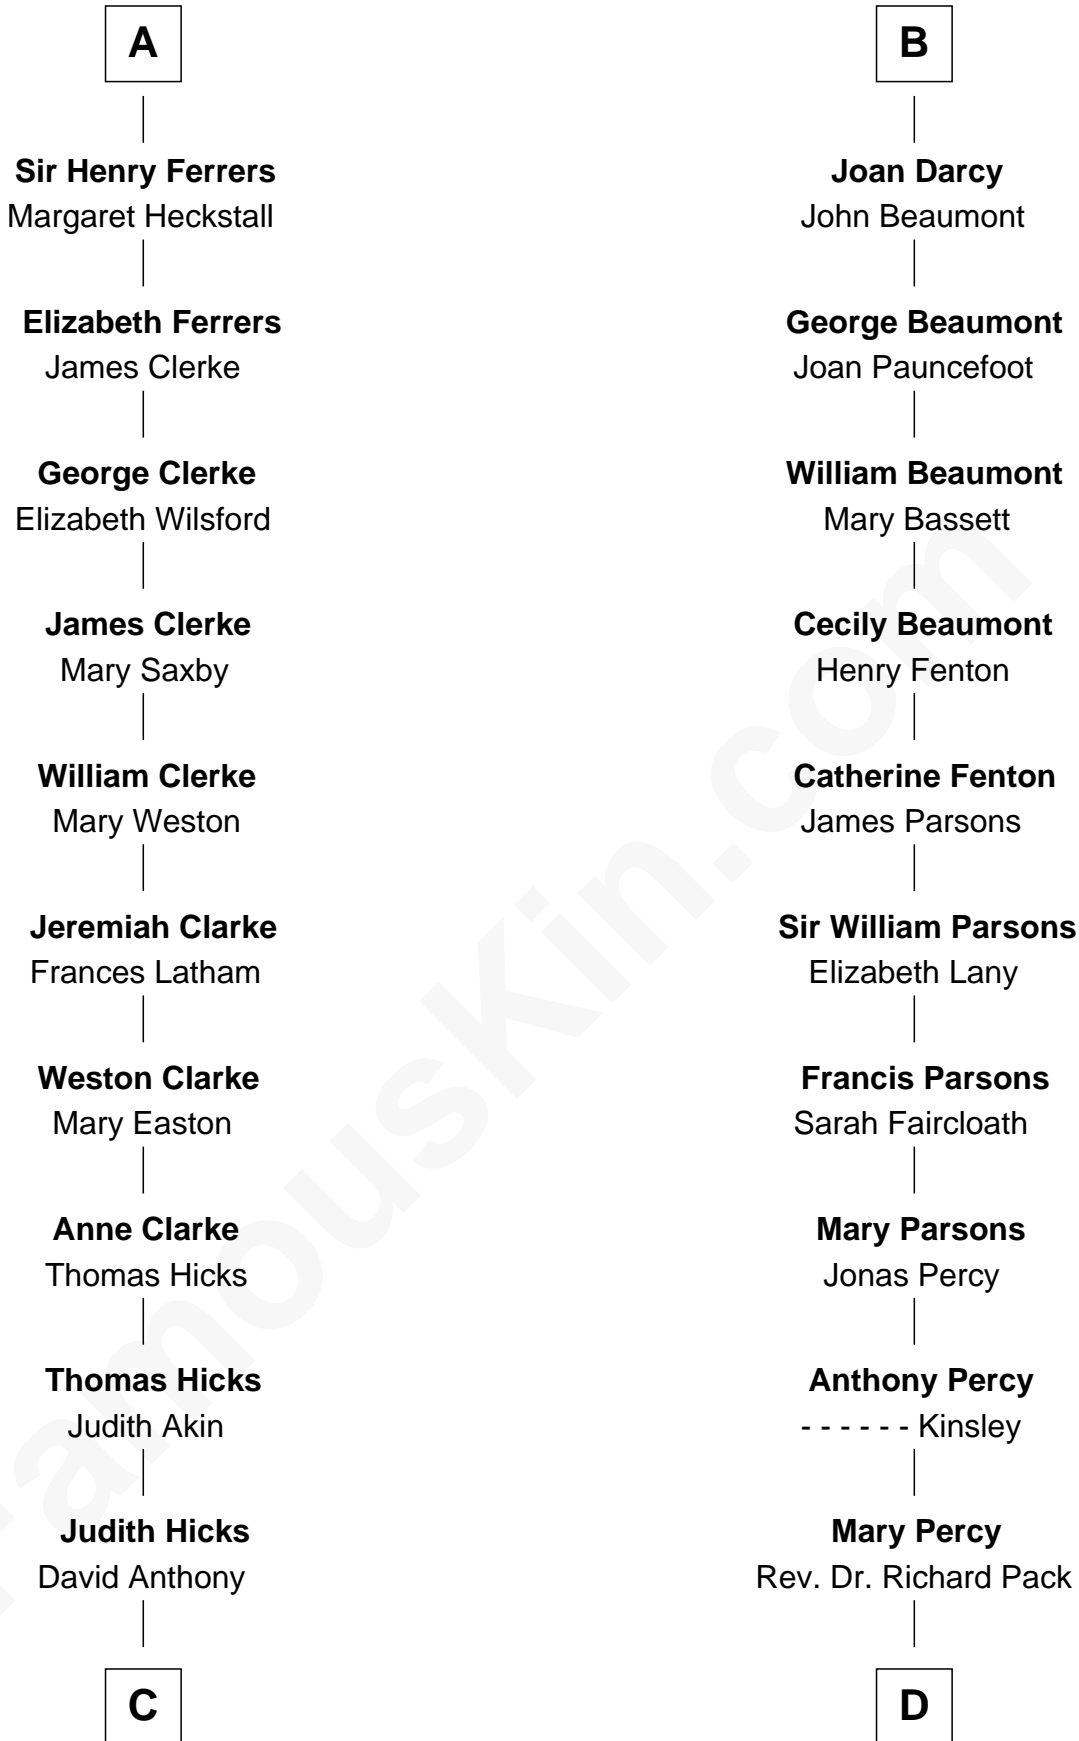 A
Sir Henry Ferrers
Margaret Heckstall
Elizabeth Ferrers
James Clerke
George Clerke
Elizabeth Wilsford
James Clerke
Mary Saxby
William Clerke
Mary Weston
Jeremiah Clarke
Frances Latham
Weston Clarke
Mary Easton
Anne Clarke
Thomas Hicks
Thomas Hicks
Judith Akin
Judith Hicks
David Anthony
C
B
Joan Darcy
John Beaumont
George Beaumont
Joan Pauncefoot
William Beaumont
Mary Bassett
Cecily Beaumont
Henry Fenton
Catherine Fenton
James Parsons
Sir William Parsons
Elizabeth Lany
Francis Parsons
Sarah Faircloath
Mary Parsons
Jonas Percy
Anthony Percy
- - - - - - Kinsley
Mary Percy
Rev. Dr. Richard Pack
D
FamousKin.com